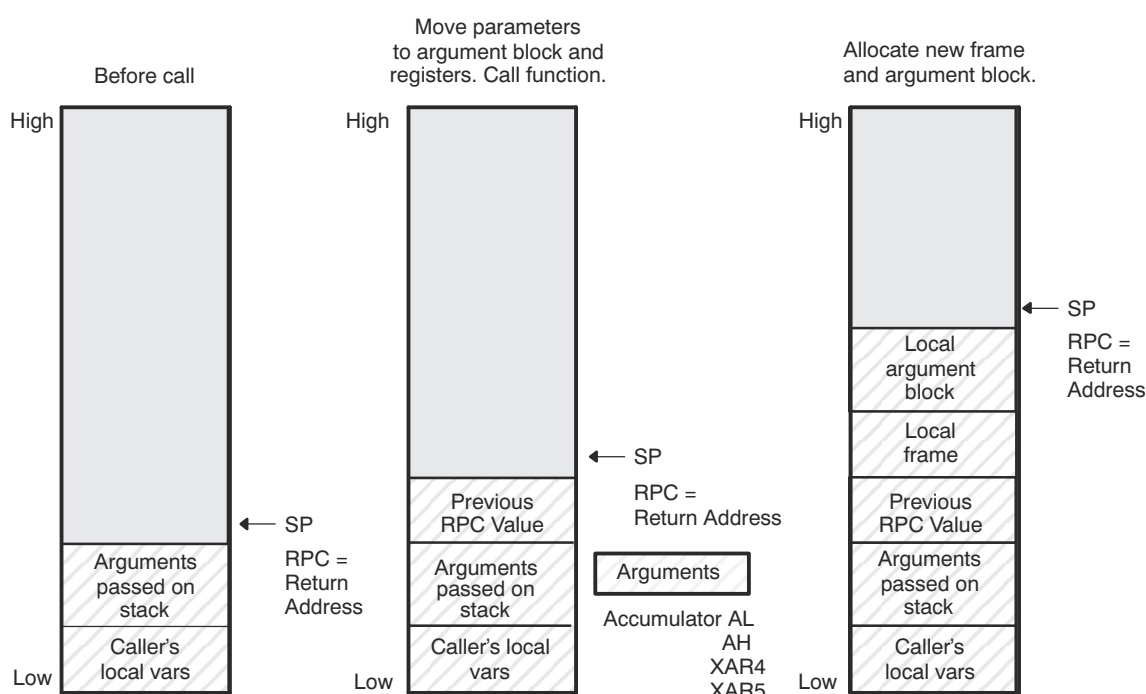 Before call
High
SP
RPC =
Return
Address
Arguments
passed on
stack
Caller's
local vars
Low
Move parameters
to argument block and
registers. Call function.
High
SP
RPC =
Return Address
Previous
RPC Value
Arguments
passed on
stack
Caller's local
vars
Low
Arguments
Accumulator AL
AH
XAR4
XAR5
Allocate new frame
and argument block.
High
SP
RPC =
Return
Address
Local
argument
block
Local
frame
Previous
RPC Value
Arguments
passed on
stack
Caller's
local vars
Low